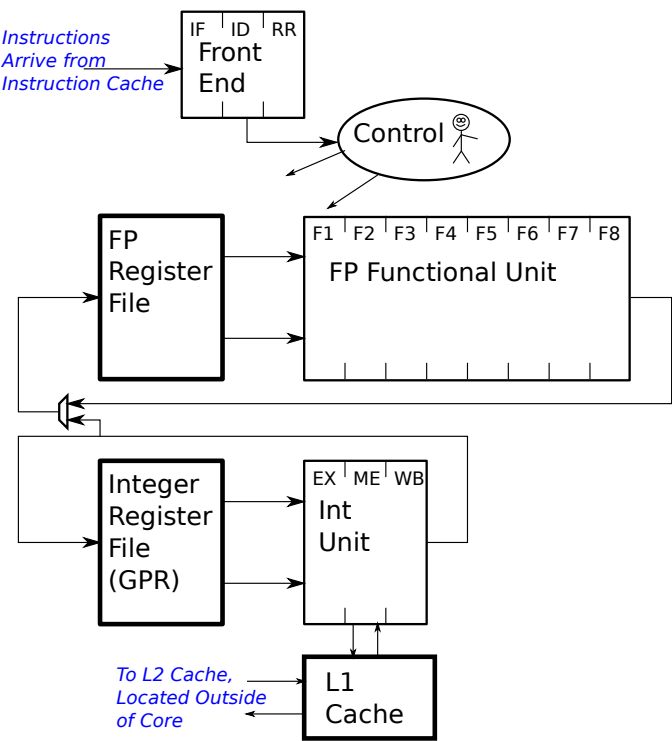 Instructions
Arrive from
Instruction Cache
IF ID RR
Front
End
Control
FP
Register
File
F1 F2 F3 F4 F5 F6 F7 F8
FP Functional Unit
Integer
Register
File
(GPR)
EX ME WB
Int
Unit
To L2 Cache,
Located Outside
of Core
L1
Cache